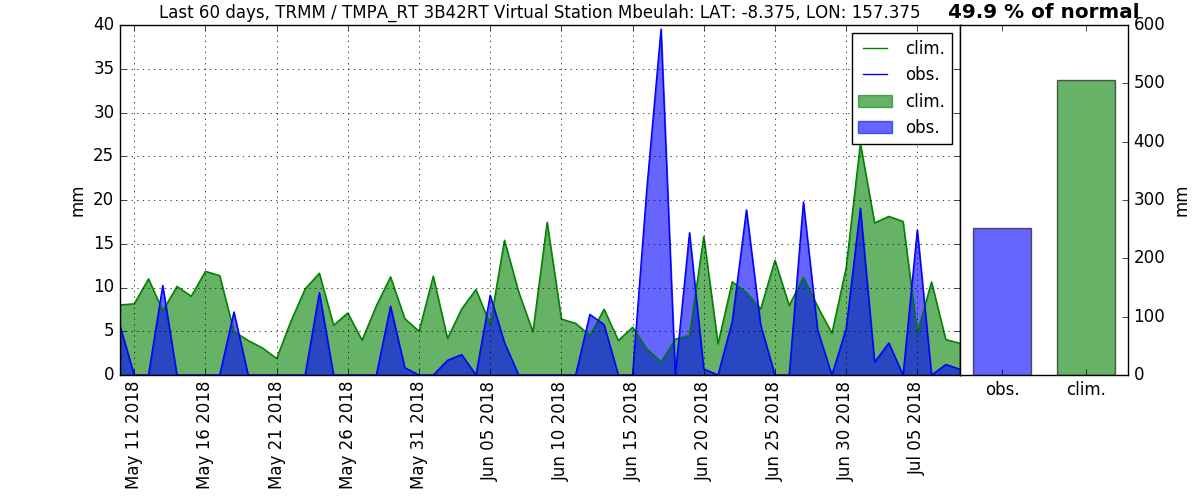 Last 60 days, TRMM / TMPA_RT 3B42RT Virtual Station Mbeulah: LAT: -8.375, LON: 157.375
49.9 % of normal
40
35
30
25
20
15
10
5
0
mm
clim.
obs.
clim.
obs.
May 11 2018
May 16 2018
May 21 2018
May 26 2018
May 31 2018
Jun 05 2018
Jun 10 2018
Jun 15 2018
Jun 20 2018
Jun 25 2018
Jun 30 2018
Jul 05 2018
600
500
400
300
200
100
0
mm
obs.
clim.